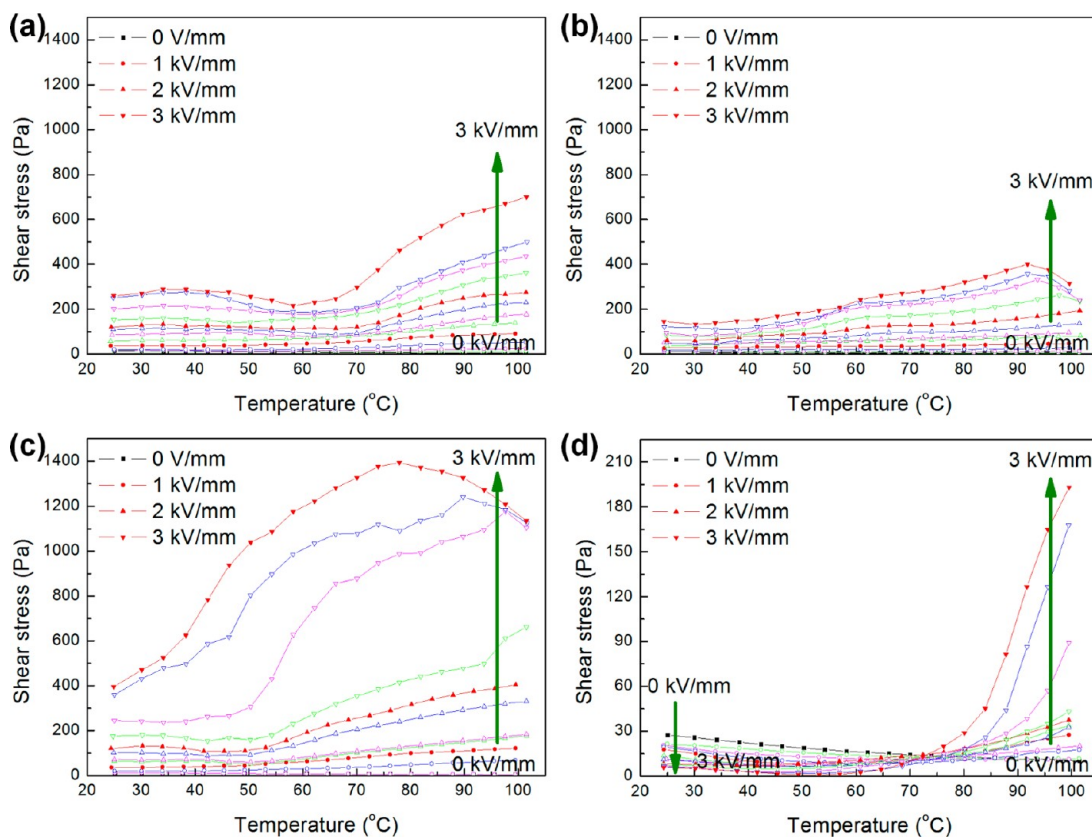 (a)
1400
1200
1000
800
600
400
200
0
Shear stress (Pa)
0 V/mm
1 kV/mm
2 kV/mm
3 kV/mm
3 kV/mm
0 kV/mm
20 30 40 50 60 70 80 90 100
Temperature (°C)
(b)
1400
1200
1000
800
600
400
200
0
Shear stress (Pa)
0 V/mm
1 kV/mm
2 kV/mm
3 kV/mm
3 kV/mm
0 kV/mm
20 30 40 50 60 70 80 90 100
Temperature (°C)
(c)
1400
1200
1000
800
600
400
200
0
Shear stress (Pa)
0 V/mm
1 kV/mm
2 kV/mm
3 kV/mm
3 kV/mm
0 kV/mm
20 30 40 50 60 70 80 90 100
Temperature (°C)
(d)
210
180
150
120
90
60
30
0
Shear stress (Pa)
0 V/mm
1 kV/mm
2 kV/mm
3 kV/mm
3 kV/mm
0 kV/mm
3 kV/mm
0 kV/mm
20 30 40 50 60 70 80 90 100
Temperature (°C)